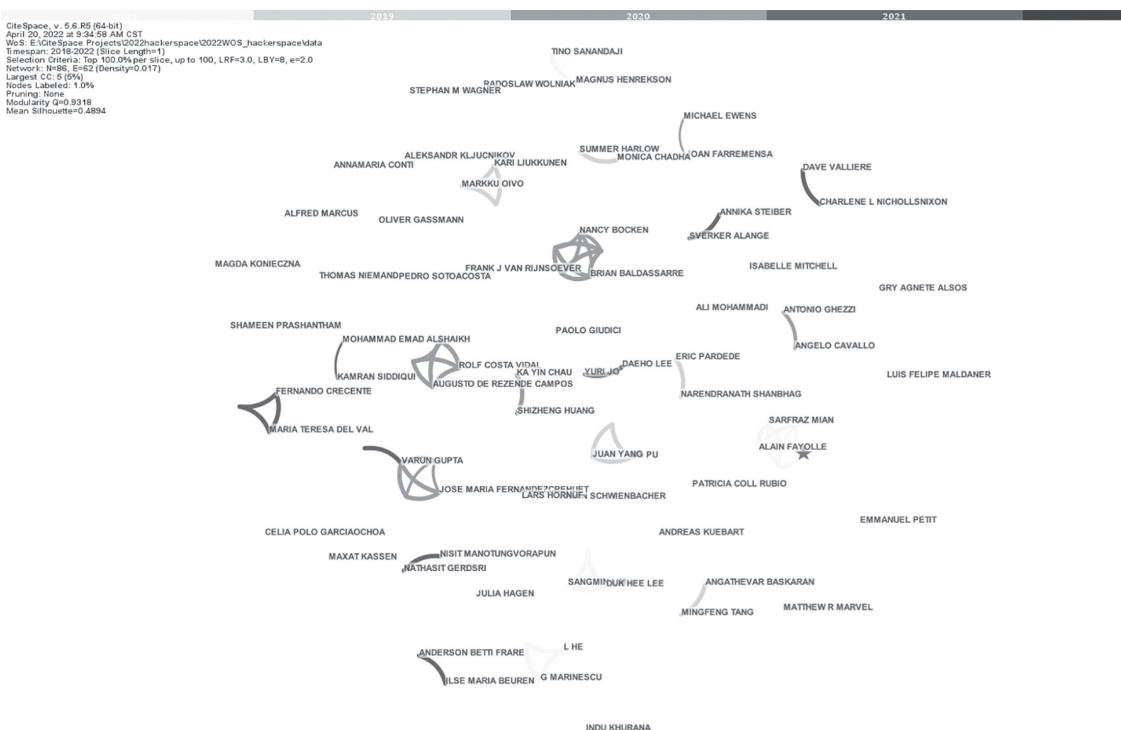 2019 2020 2021
CiteSpace, v. 5.6.R5 (64-bit)
April 20, 2022 at 9:34:58 AM CST
WoS: E:\CiteSpace Projects\2022hackerspace\2022WOS_hackerspace\data
Timespan: 2018-2022 (Slice Length=1)
Selection Criteria: Top 100.0% per slice, up to 100, LRF=3.0, LBY=8, e=2.0
Network: N=86, E=62 (Density=0.017)
Largest CC: 5 (5%)
Nodes Labeled: 1.0%
Pruning: None
Modularity Q=0.9318
Mean Silhouette=0.4894
TINO SANANDAJI
RADOSLAW WOLNIAK MAGNUS HENREKSON
STEPHAN M WAGNER
MICHAEL EWENS
SUMMER HARLOW
ALEKSANDR KLJUCNIKOV MONICA CHADHA JOAN FARREMENSA
ANNAMARIA CONTI KARI LIUKKUNEN
DAVE VALLIERE
MARKKU OIVO
CHARLENE L NICHOLLSNIXON
ALFRED MARCUS ANNIKA STEIBER
OLIVER GASSMANN
NANCY BOCKEN
SVERKER ALANGE
MAGDA KONIECZNA FRANK J VAN RIJNSOEVER ISABELLE MITCHELL
THOMAS NIEMAND PEDRO SOTOACOSTA BRIAN BALDASSARRE
GRY AGNETE ALSOS
ALI MOHAMMADI ANTONIO GHEZZI
SHAMEEN PRASHANTHAM PAOLO GIUDICI
MOHAMMAD EMAD ALSHAIKH ANGELO CAVALLO
ROLF COSTA VIDAL DAEHO LEE ERIC PARDEDE
KAMRAN SIDDIQUI KA YIN CHAU YURI JO LUIS FELIPE MALDANER
AUGUSTO DE REZENDE CAMPOS
FERNANDO CRECENTE NARENDRANATH SHANBHAG
SHIZHENG HUANG
SARFRAZ MIAN
MARIA TERESA DEL VAL
ALAIN FAYOLLE
VARUN GUPTA JUAN YANG PU
PATRICIA COLL RUBIO
JOSE MARIA FERNANDEZCREHUET
LARS HORNUF SCHWIENBACHER
EMMANUEL PETIT
CELIA POLO GARCIAOCHOA ANDREAS KUEBART
MAXAT KASSEN NISIT MANOTUNGVORAPUN
NATHASIT GERDSRI
SANGMIN DUK HEE LEE ANGATHEVAR BASKARAN
JULIA HAGEN
MINGFENG TANG MATTHEW R MARVEL
ANDERSON BETTI FRARE L HE
ILSE MARIA BEUREN G MARINESCU
INDU KHURANA